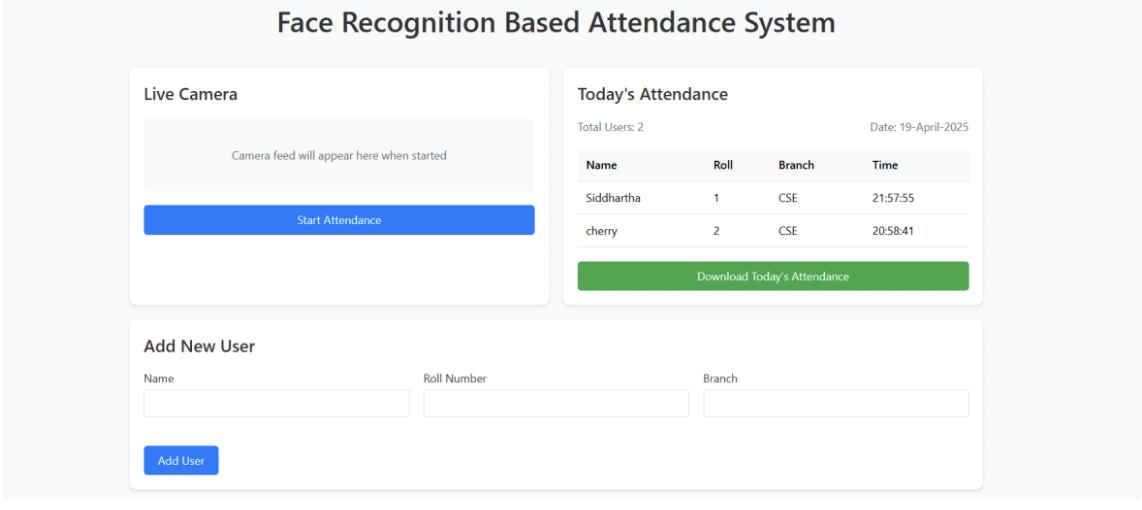 Face Recognition Based Attendance System
Live Camera
Camera feed will appear here when started
Start Attendance
Today's Attendance
Total Users: 2 Date: 19-April-2025
Name Roll Branch Time
Siddhartha 1 CSE 21:57:55
cherry 2 CSE 20:58:41
Download Today's Attendance
Add New User
Name Roll Number Branch
Add User